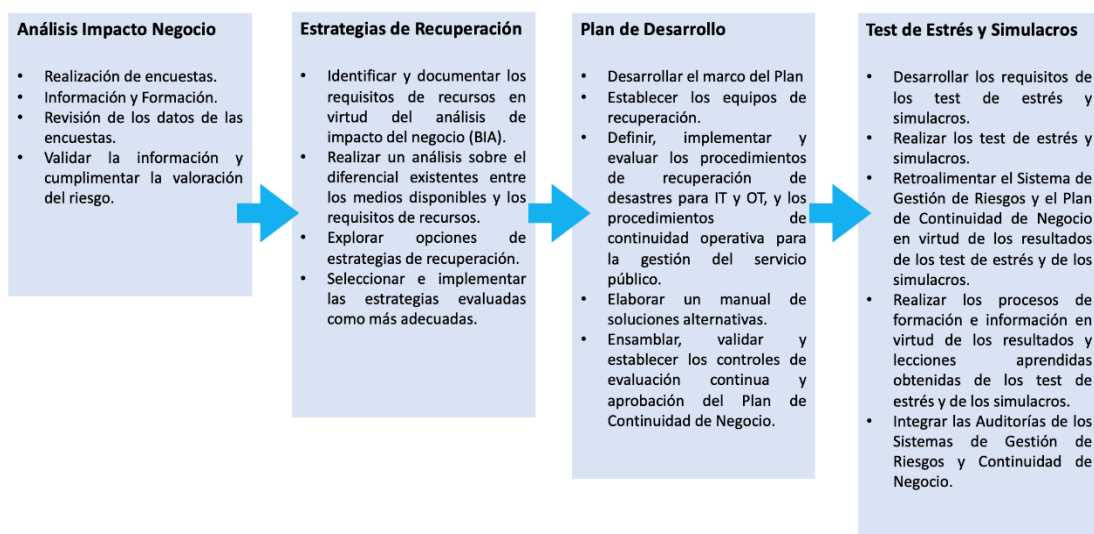 Análisis Impacto Negocio
• Realización de encuestas.
• Información y Formación.
• Revisión de los datos de las
encuestas.
• Validar la información y
cumplimentar la valoración
del riesgo.
Estrategias de Recuperación
• Identificar y documentar los
requisitos de recursos en
virtud del análisis de
impacto del negocio (BIA).
• Realizar un análisis sobre el
diferencial existentes entre
los medios disponibles y los
requisitos de recursos.
• Explorar opciones de
estrategias de recuperación.
• Seleccionar e implementar
las estrategias evaluadas
como más adecuadas.
Plan de Desarrollo
• Desarrollar el marco del Plan
• Establecer los equipos de
recuperación.
• Definir, implementar y
evaluar los procedimientos
de recuperación de
desastres para IT y OT, y los
procedimientos de
continuidad operativa para
la gestión del servicio
público.
• Elaborar un manual de
soluciones alternativas.
• Ensamblar, validar y
establecer los controles de
evaluación continua y
aprobación del Plan de
Continuidad de Negocio.
Test de Estrés y Simulacros
• Desarrollar los requisitos de
los test de estrés y
simulacros.
• Realizar los test de estrés y
simulacros.
• Retroalimentar el Sistema de
Gestión de Riesgos y el Plan
de Continuidad de Negocio
en virtud de los resultados
de los test de estrés y de los
simulacros.
• Realizar los procesos de
formación e información en
virtud de los resultados y
lecciones aprendidas
obtenidas de los test de
estrés y de los simulacros.
• Integrar las Auditorías de los
Sistemas de Gestión de
Riesgos y Continuidad de
Negocio.